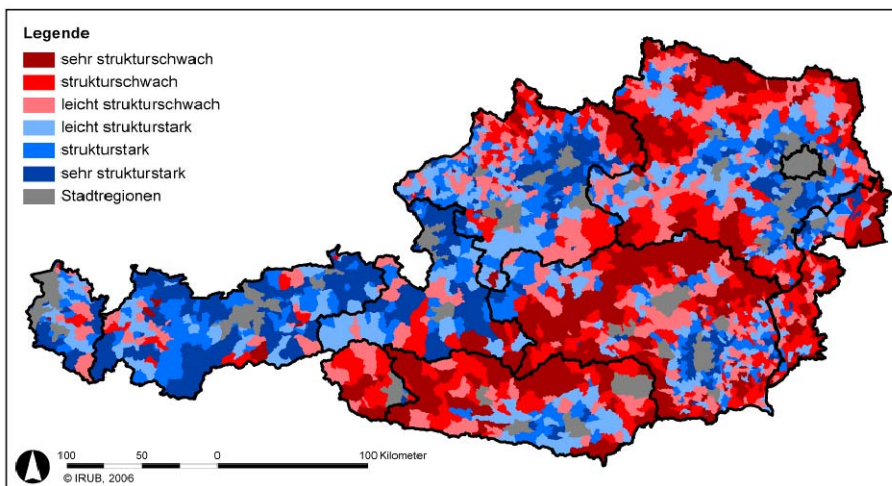 Legende
sehr strukturschwach
strukturschwach
leicht strukturschwach
leicht strukturstark
strukturstark
sehr strukturstark
Stadtregionen
100 50 0 100 Kilometer
© IRUB, 2006